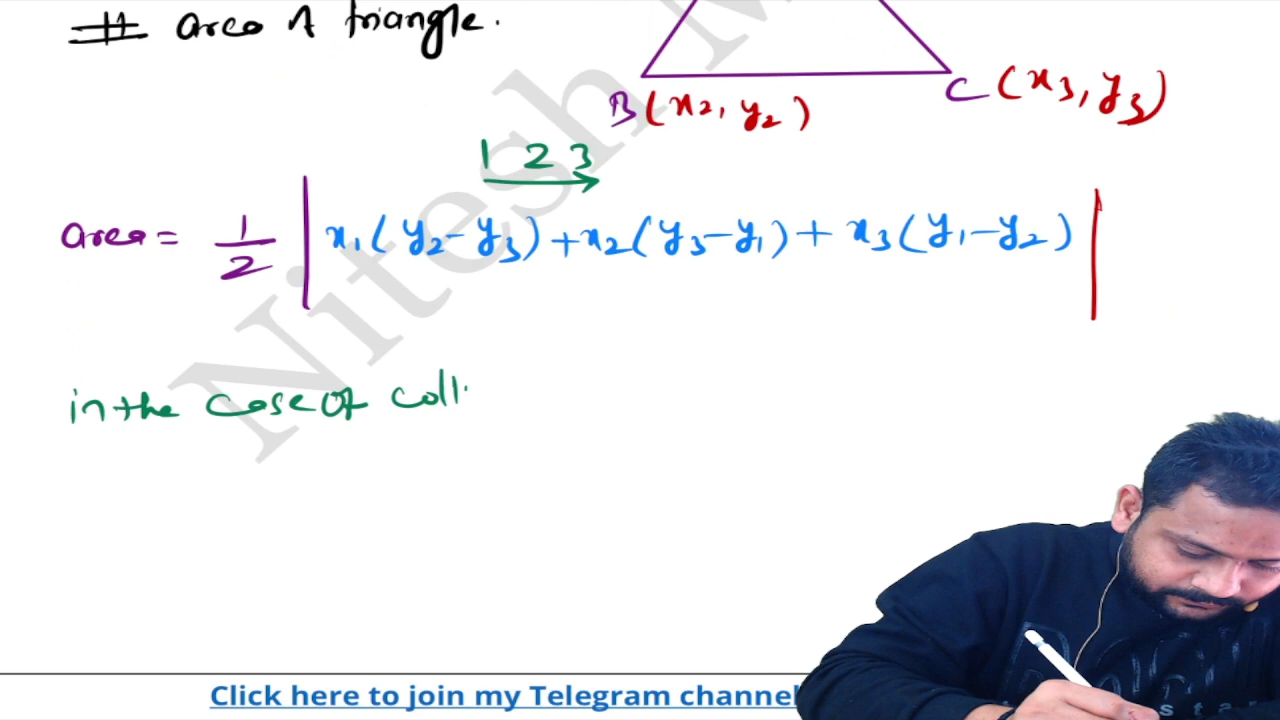 # area of triangle.
B(x₂, y₂)
C(x₃, y₃)
1 2 3
area = 1/2 | x₁(y₂-y₃)+x₂(y₃-y₁)+x₃(y₁-y₂) |
in the case of coll
Nitesh M
Click here to join my Telegram channel